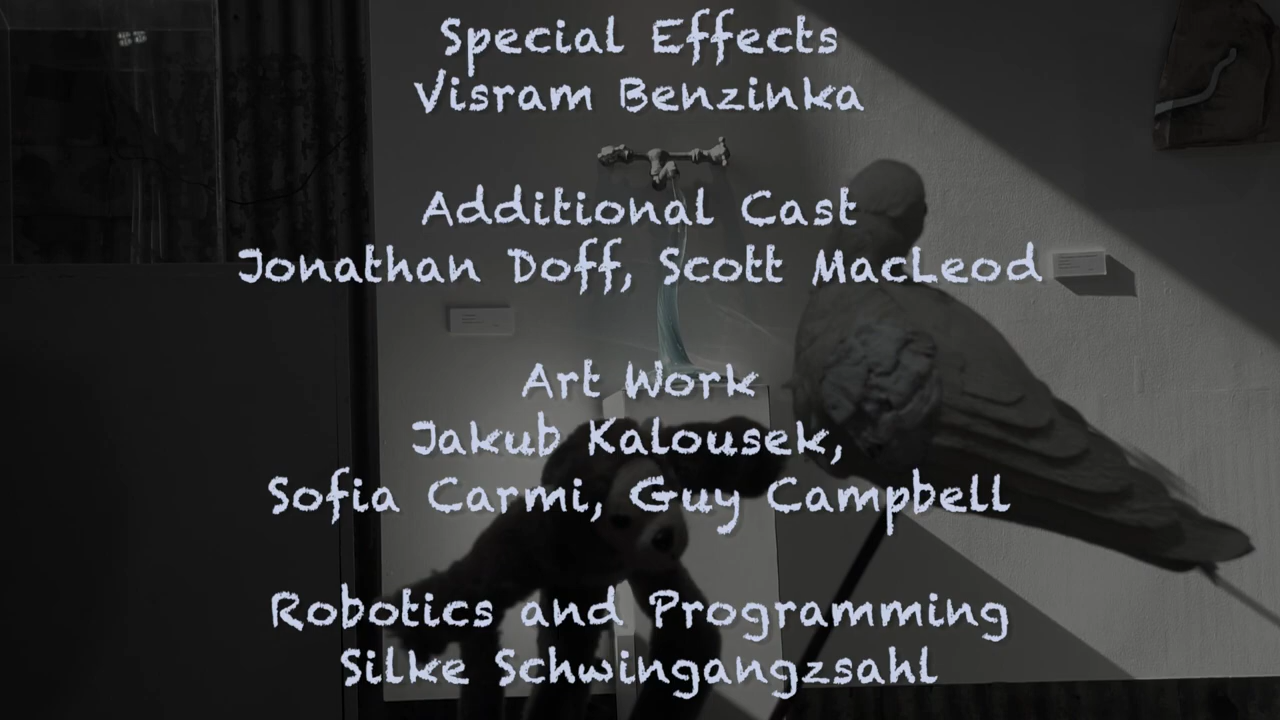 Special Effects
Visram Benzinka
Additional Cast
Jonathan Doff, Scott MacLeod
Art Work
Jakub Kalousek,
Sofia Carmi, Guy Campbell
Robotics and Programming
Silke Schwingangzsahl